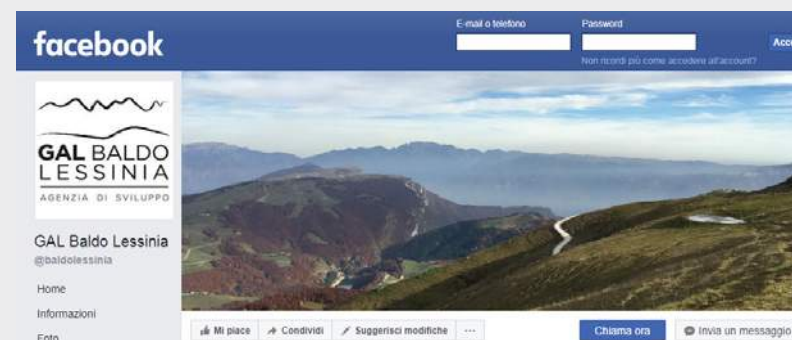 E-mail o telefono
Password
facebook
Non ricordi più come accedere all'account?
GAL BALDO
LESSINIA
AGENZIA DI SVILUPPO
GAL Baldo Lessinia
@baldolessinia
Home
Informazioni
Foto
Mi piace
Condividi
Suggerisci modifiche
...
Chiama ora
Invia un messaggio